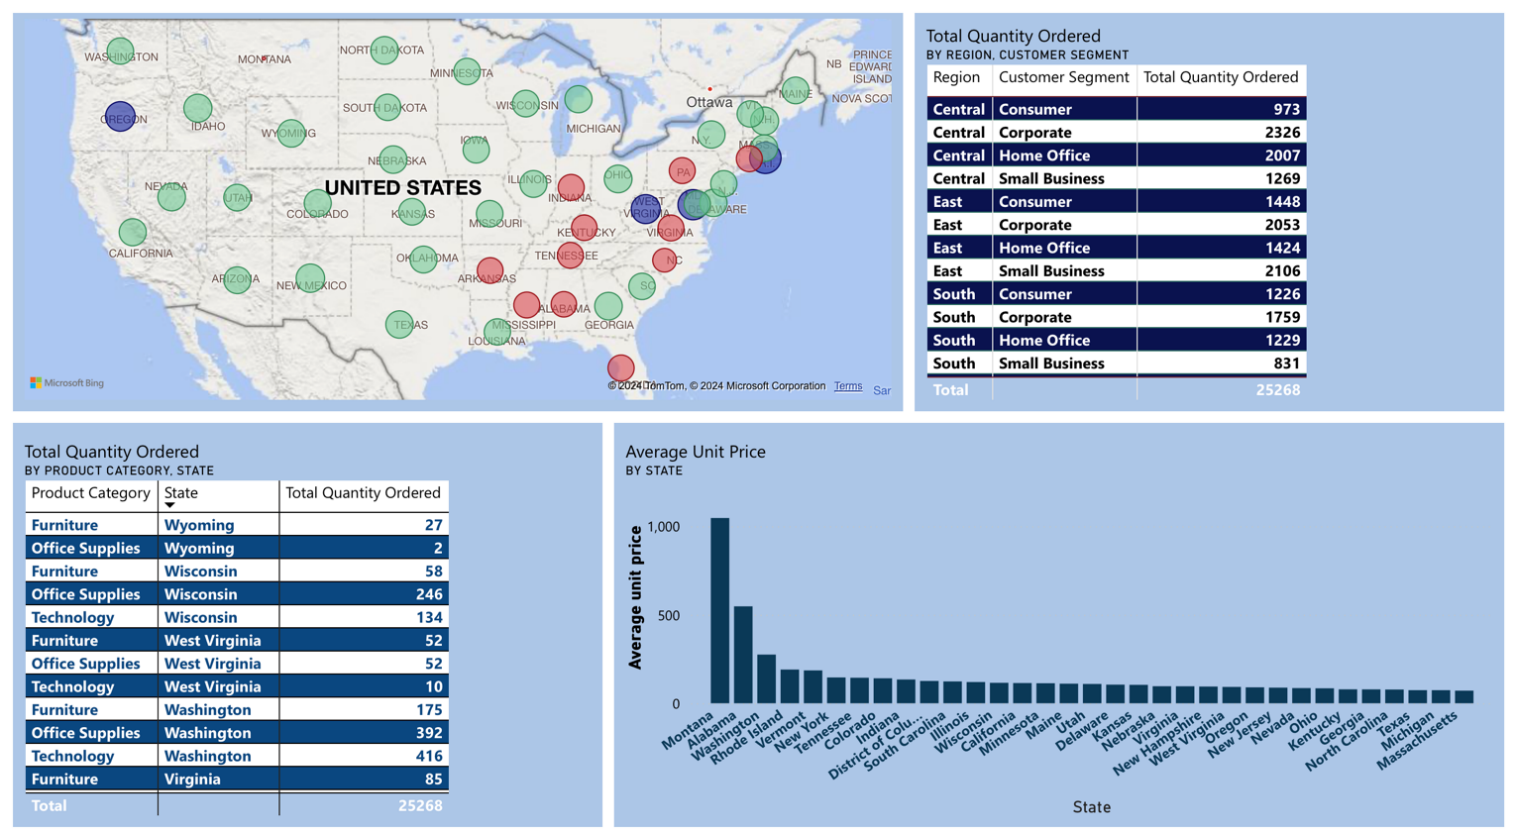 WASHINGTON
MONTANA
NORTH DAKOTA
MINNESOTA
OREGON
IDAHO
SOUTH DAKOTA
WISCONSIN
MICHIGAN
Ottawa
MAINE
NB
PRINCE
EDWARD
ISLAND
NOVA SCOT
WYOMING
IOWA
N.Y.
N.H.
NEBRASKA
NEVADA
UTAH
UNITED STATES
ILLINOIS
INDIANA
OHIO
PA
COLORADO
KANSAS
MISSOURI
WEST
VIRGINIA
KENTUCKY
VIRGINIA
CALIFORNIA
ARIZONA
NEW MEXICO
OKLAHOMA
ARKANSAS
TENNESSEE
NC
SC
TEXAS
LOUISIANA
MISSISSIPPI
ALABAMA
GEORGIA
Microsoft Bing
© 2024 TomTom, © 2024 Microsoft Corporation Terms
Sar
Total Quantity Ordered
BY REGION, CUSTOMER SEGMENT
Region Customer Segment Total Quantity Ordered
Central Consumer 973
Central Corporate 2326
Central Home Office 2007
Central Small Business 1269
East Consumer 1448
East Corporate 2053
East Home Office 1424
East Small Business 2106
South Consumer 1226
South Corporate 1759
South Home Office 1229
South Small Business 831
Total 25268
Total Quantity Ordered
BY PRODUCT CATEGORY, STATE
Product Category State Total Quantity Ordered
Furniture Wyoming 27
Office Supplies Wyoming 2
Furniture Wisconsin 58
Office Supplies Wisconsin 246
Technology Wisconsin 134
Furniture West Virginia 52
Office Supplies West Virginia 52
Technology West Virginia 10
Furniture Washington 175
Office Supplies Washington 392
Technology Washington 416
Furniture Virginia 85
Total 25268
Average Unit Price
BY STATE
Average unit price
1,000
500
0
Montana
Alabama
Washington
Rhode Island
Vermont
New York
Tennessee
Colorado
Indiana
District of Colu...
South Carolina
Illinois
Wisconsin
California
Minnesota
Maine
Utah
Delaware
Kansas
Nebraska
Virginia
New Hampshire
West Virginia
Oregon
New Jersey
Nevada
Ohio
Kentucky
Georgia
North Carolina
Texas
Michigan
Massachusetts
State